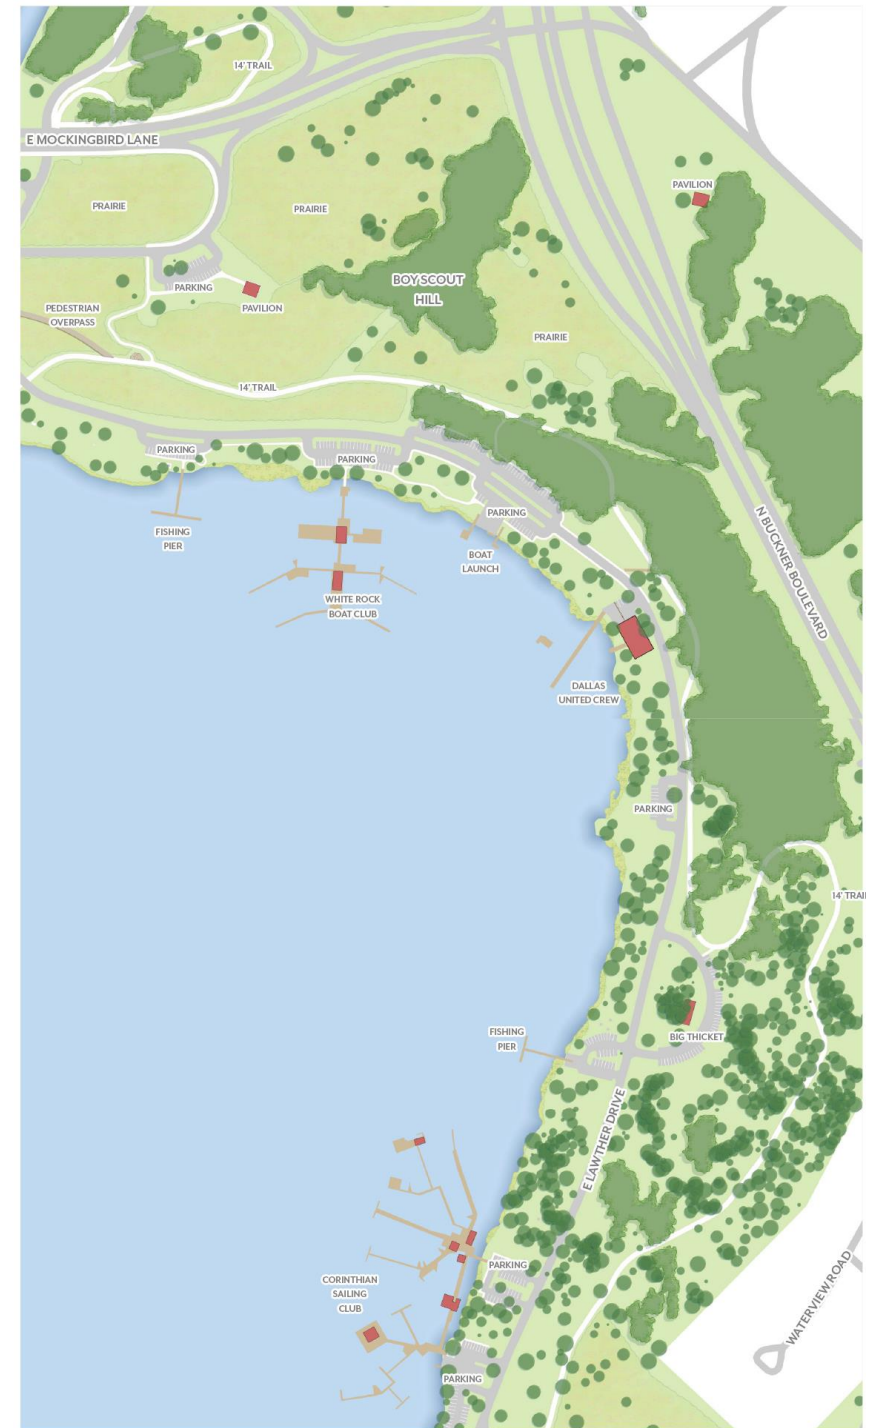 14' TRAIL
E MOCKINGBIRD LANE
PAVILION
PRAIRIE
PRAIRIE
BOY SCOUT
HILL
PARKING
PAVILION
PEDESTRIAN
OVERPASS
PRAIRIE
14' TRAIL
PARKING
PARKING
PARKING
FISHING
PIER
BOAT
LAUNCH
N BUCKNER BOULEVARD
WHITE ROCK
BOAT CLUB
DALLAS
UNITED CREW
PARKING
14' TRAI
FISHING
PIER
BIG THICKET
E LAWTHER DRIVE
PARKING
CORINTHIAN
SAILING
CLUB
WATERVIEW ROAD
PARKING